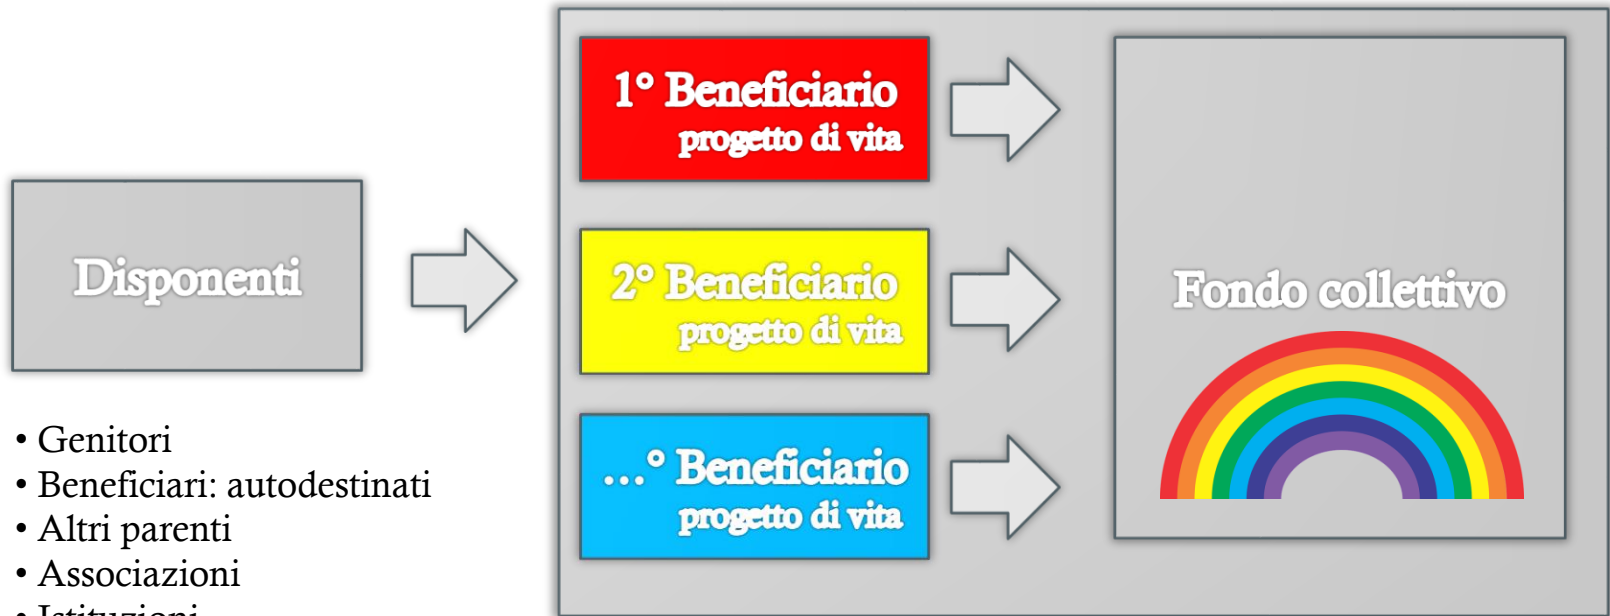 Disponenti
• Genitori
• Beneficiari: autodestinati
• Altri parenti
• Associazioni
• Istituzioni
1° Beneficiario
progetto di vita
2° Beneficiario
progetto di vita
...° Beneficiario
progetto di vita
Fondo collettivo